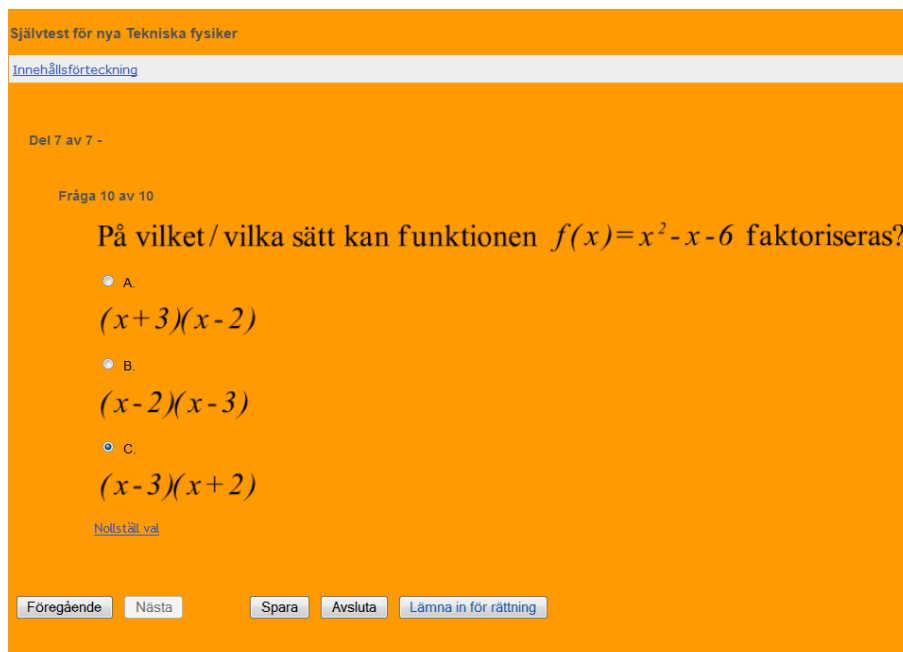 Självtest för nya Tekniska fysiker
Innehållsförteckning
Del 7 av 7 -
Fråga 10 av 10
På vilket/vilka sätt kan funktionen f(x)=x²-x-6 faktoriseras?
A.
(x+3)(x-2)
B.
(x-2)(x-3)
C.
(x-3)(x+2)
Nollställ val
Föregående Nästa Spara Avsluta Lämna in för rättning